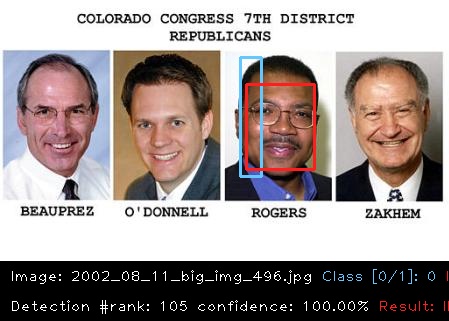 COLORADO CONGRESS 7TH DISTRICT
REPUBLICANS
BEAUPREZ O'DONNELL ROGERS ZAKHEM
Image: 2002_08_11_big_img_496.jpg Class [0/1]: 0
Detection #rank: 105 confidence: 100.00% Result: